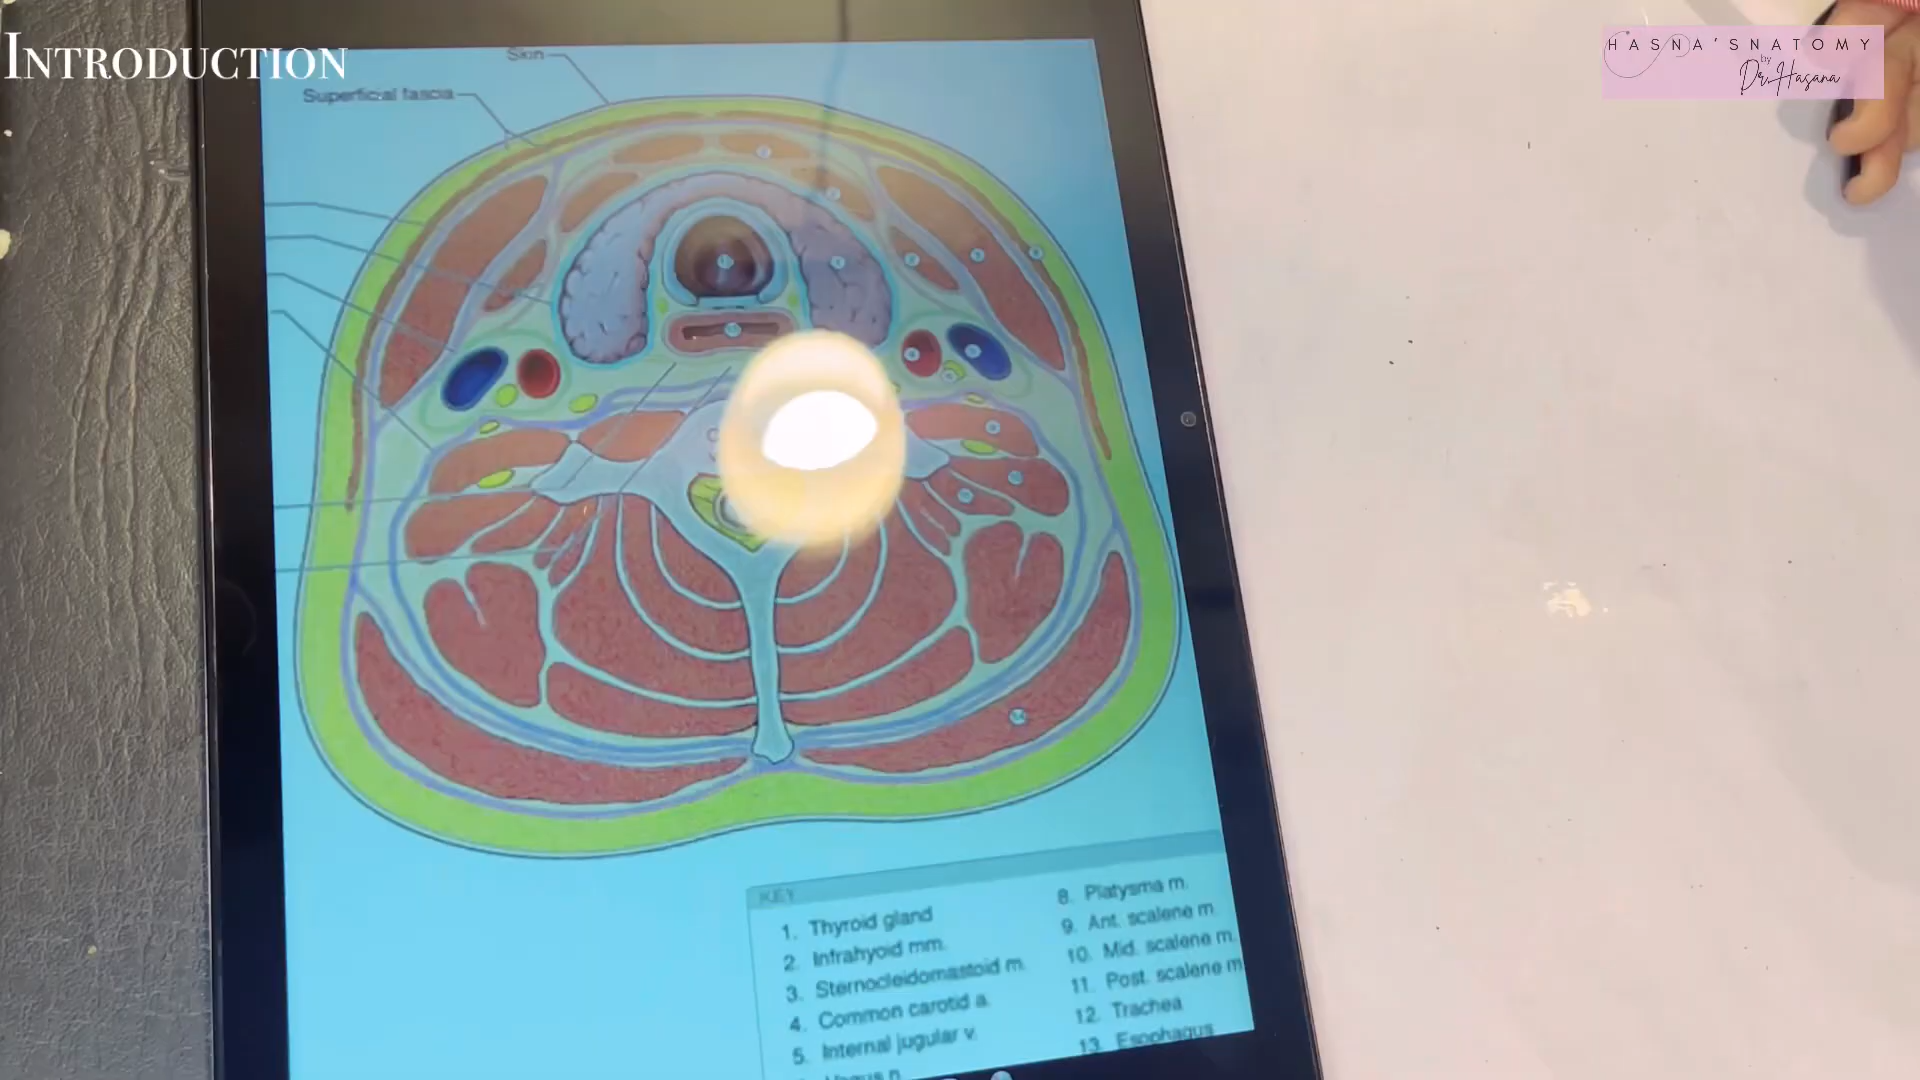 INTRODUCTION
HASNA'SNATOMY
by
Dr.Hasana
Skin
Superficial fascia
KEY
1. Thyroid gland
2. Infrahyoid mm.
3. Sternocleidomastoid m.
4. Common carotid a.
5. Internal jugular v.
Vagus n.
8. Platysma m.
9. Ant. scalene m.
10. Mid. scalene m.
11. Post. scalene m.
12. Trachea
13. Esophagus